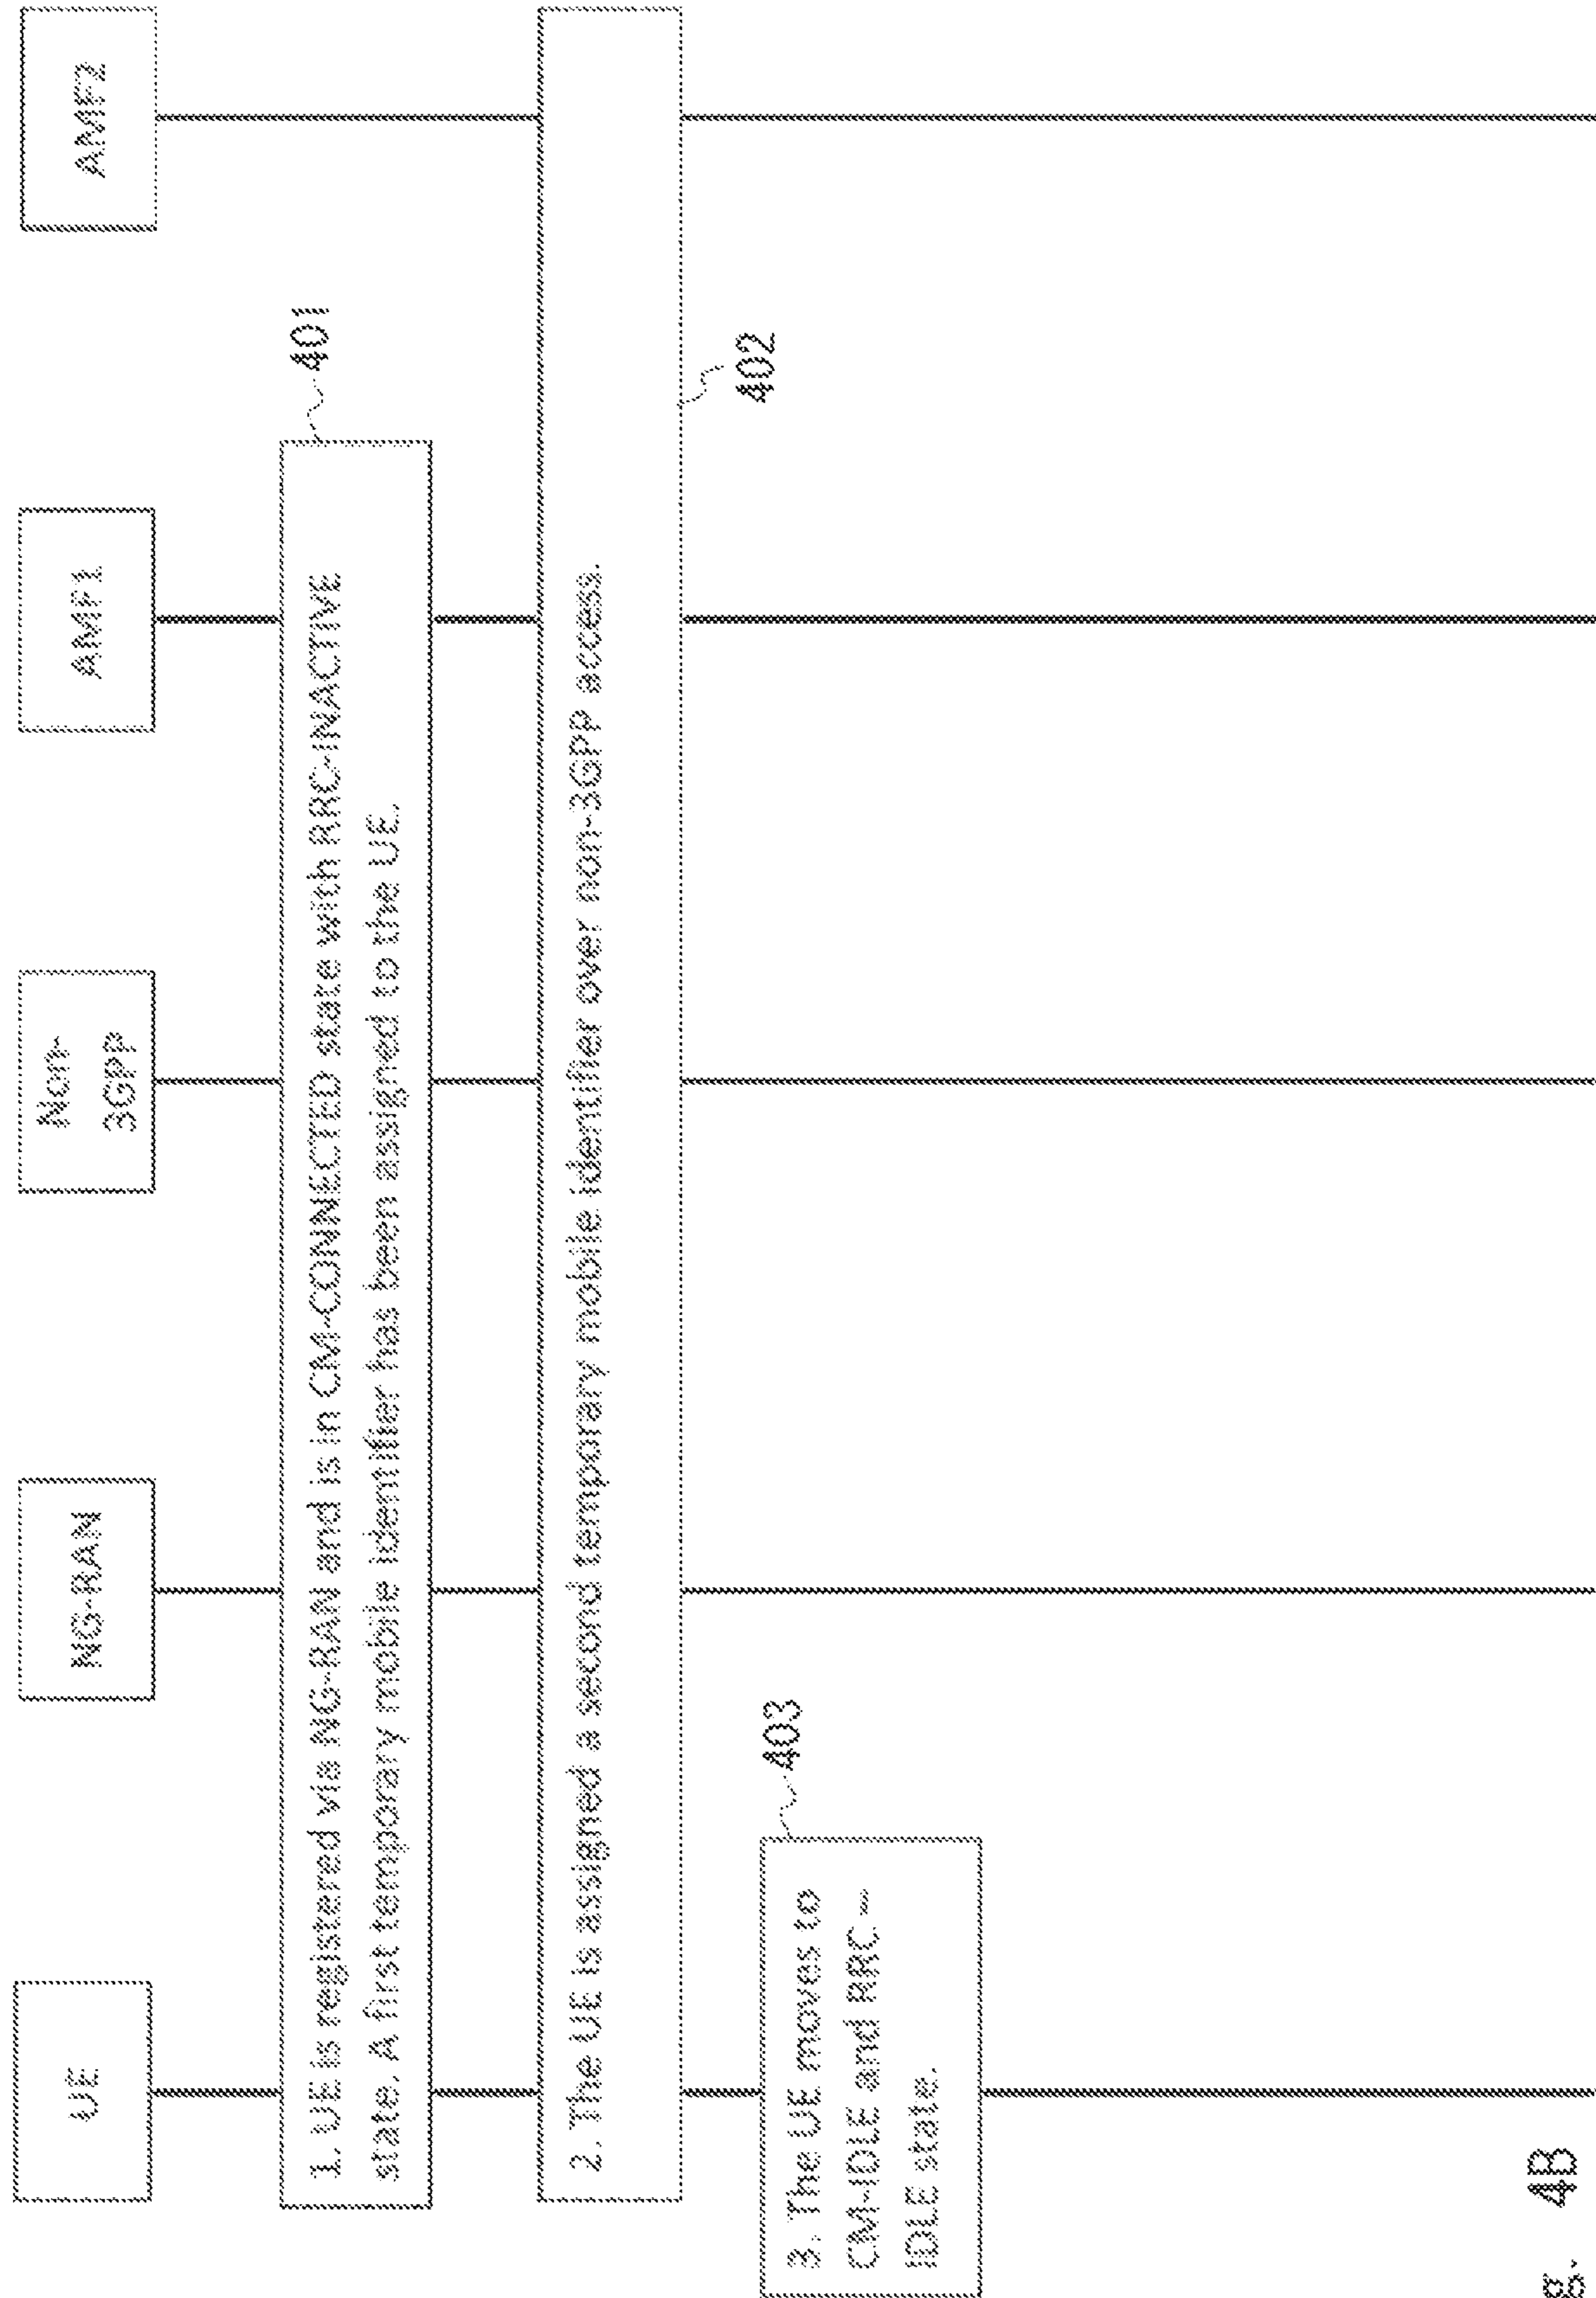 UE
NG-RAN
Non-
3GPP
AMF1
AMF2
1. UE is registered via NG-RAN and is in CM-CONNECTED state with RRC-INACTIVE
state. A first temporary mobile identifier has been assigned to the UE.
401
2. The UE is assigned a second temporary mobile identifier over non-3GPP access.
402
3. The UE moves to
CM-IDLE and RRC –
IDLE state.
403
g. 4B